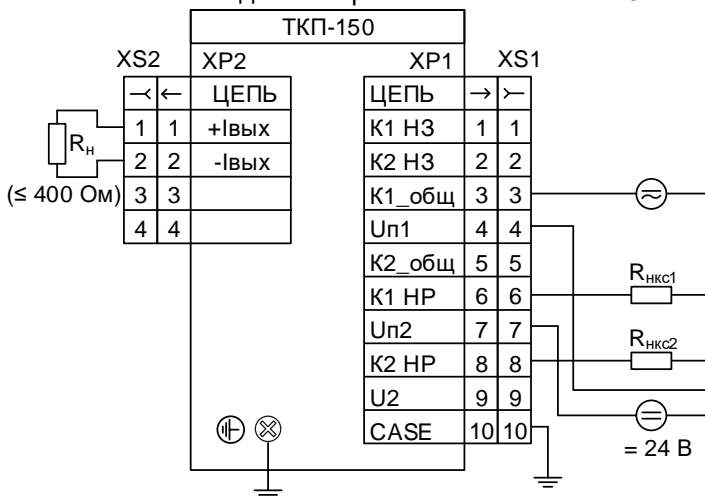 ТКП-150
XS2 XP2 XP1 XS1
ЦЕПЬ ЦЕПЬ
1 1 +Iвых К1 НЗ 1 1
Rн
2 2 -Iвых К2 НЗ 2 2
(≤ 400 Ом) 3 3 К1_общ 3 3
4 4 Uп1 4 4
К2_общ 5 5
Rнкс1
К1 НР 6 6
Uп2 7 7
Rнкс2
К2 НР 8 8
U2 9 9
CASE 10 10
= 24 В